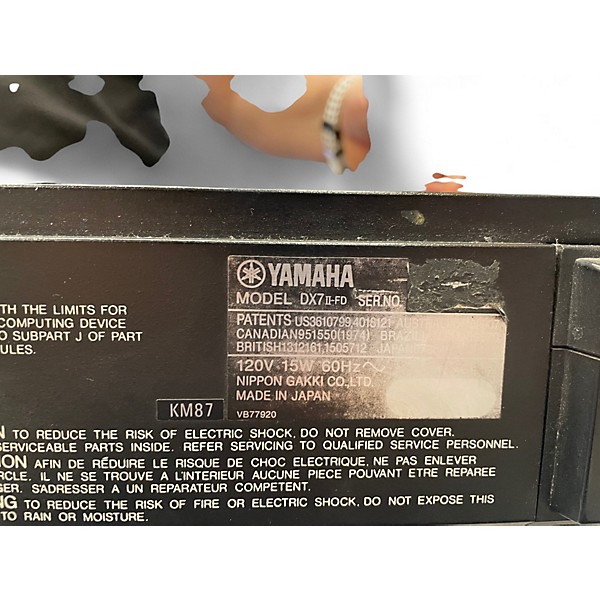 YAMAHA
MODEL DX7 II-FD SER.NO.
PATENTS US3610799,4018121
CANADIAN951550(1974)
BRITISH1312161,1505712
120V 15W 60Hz
NIPPON GAKKI CO.,LTD.
MADE IN JAPAN
VB77920
TH THE LIMITS FOR
COMPUTING DEVICE
SUBPART J OF PART
ULES.
KM87
N TO REDUCE THE RISK OF ELECTRIC SHOCK, DO NOT REMOVE COVER.
SERVICEABLE PARTS INSIDE. REFER SERVICING TO QUALIFIED SERVICE PERSONNEL.
ION AFIN DE RÉDUIRE LE RISQUE DE CHOC ELECTRIQUE, NE PAS ENLEVER
ERCLE. IL NE SE TROUVE A L'INTERIEUR AUCUNE PIECE POUVANT ETRE REPAREE
GER. S'ADRESSER A UN REPARATEUR COMPETENT.
NG TO REDUCE THE RISK OF FIRE OR ELECTRIC SHOCK, DO NOT EXPOSE THIS
TO RAIN OR MOISTURE.